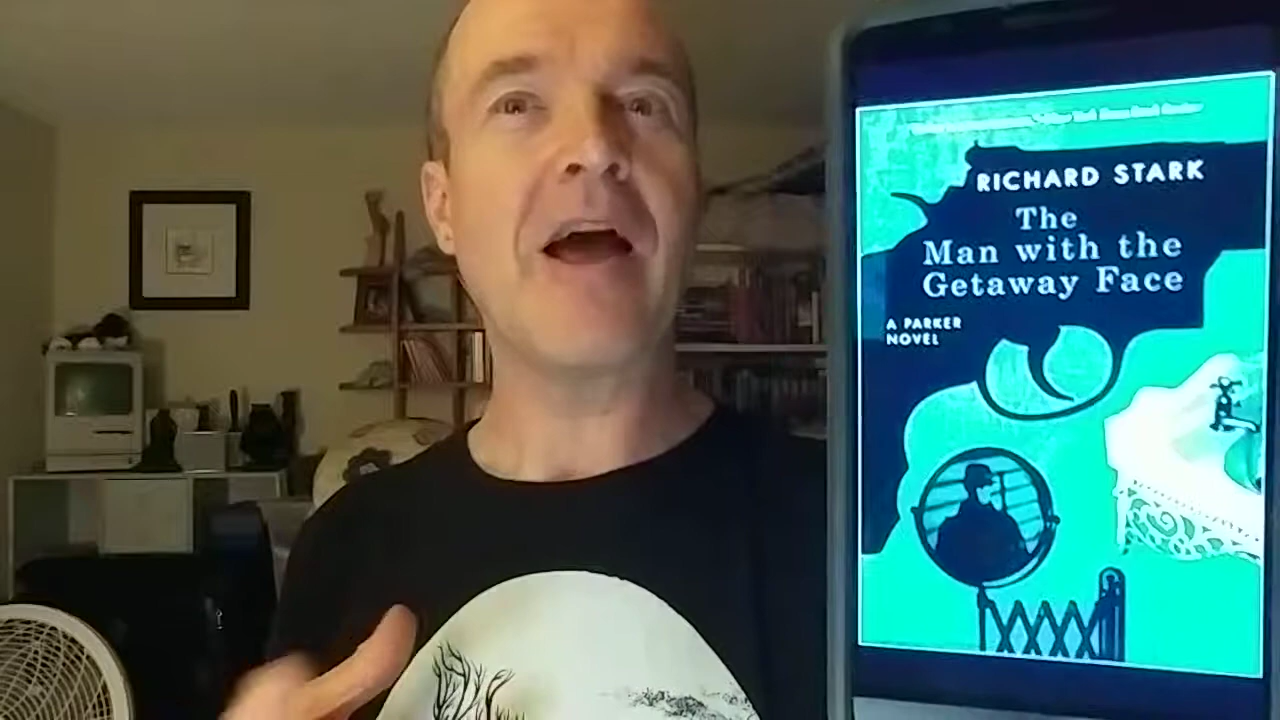 RICHARD STARK
The
Man with the
Getaway Face
A PARKER
NOVEL